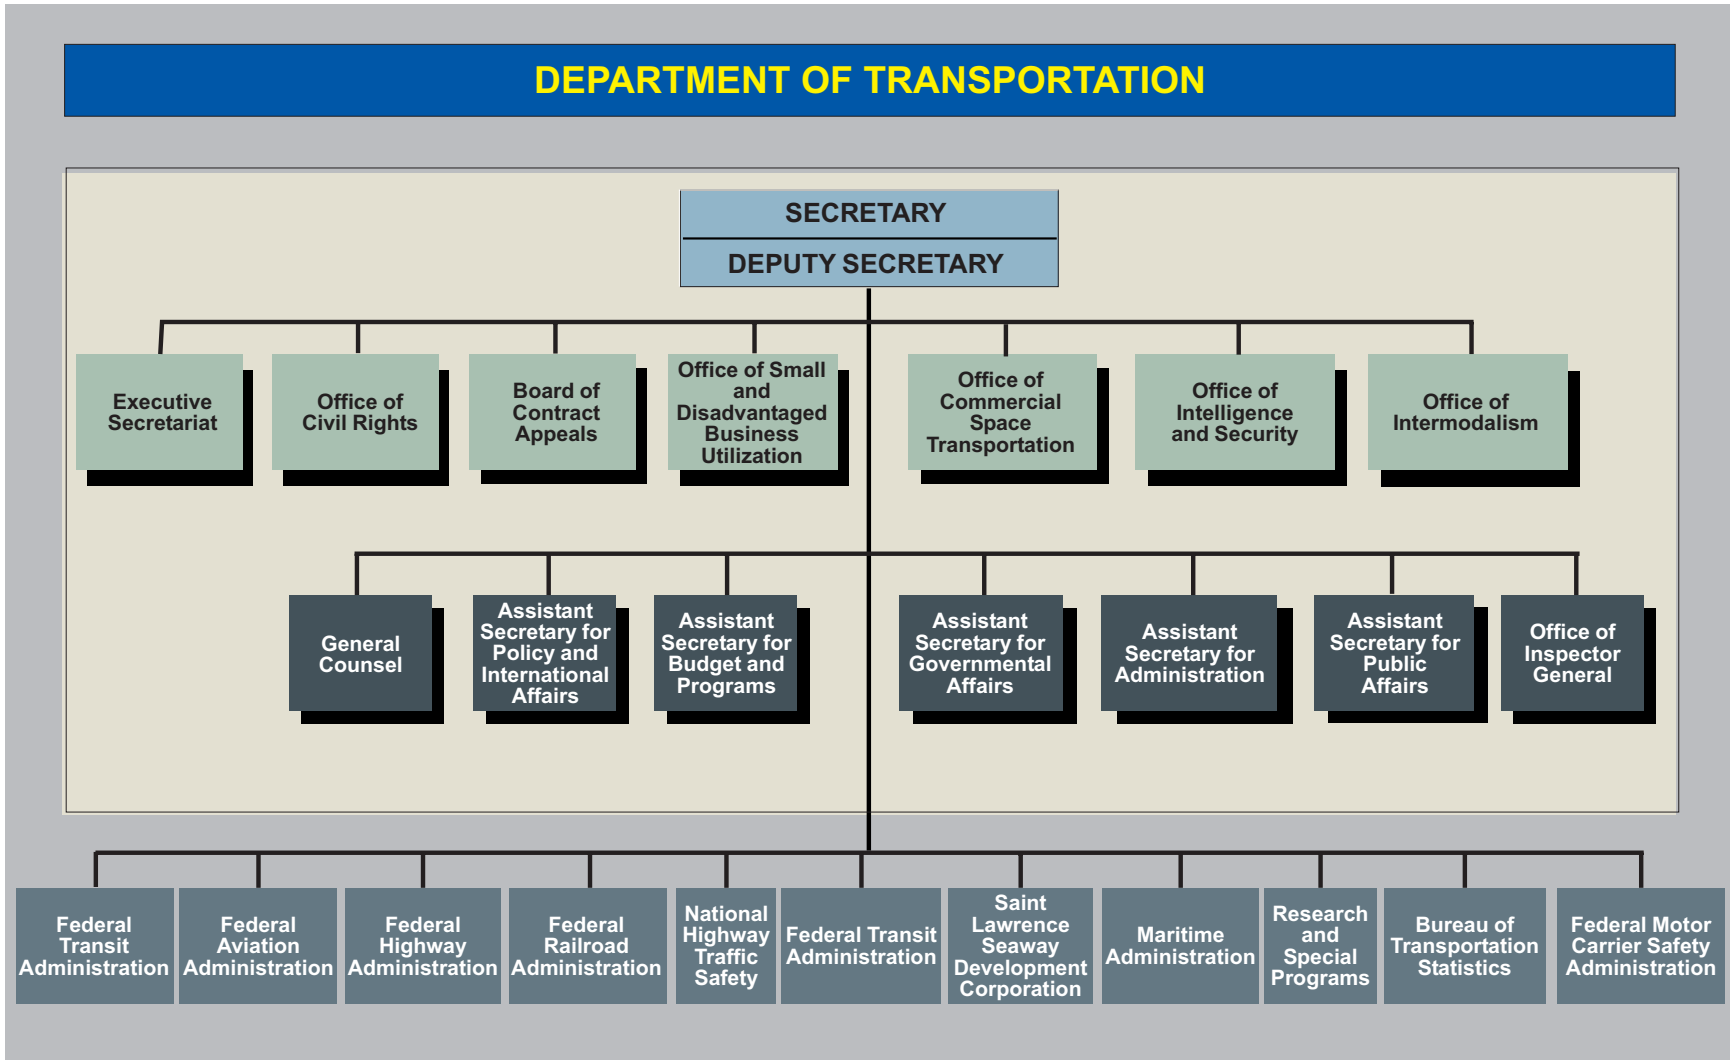 DEPARTMENT OF TRANSPORTATION
SECRETARY
DEPUTY SECRETARY
Executive
Secretariat
Office of
Civil Rights
Board of
Contract
Appeals
Office of Small
and
Disadvantaged
Business
Utilization
Office of
Commercial
Space
Transportation
Office of
Intelligence
and Security
Office of
Intermodalism
General
Counsel
Assistant
Secretary for
Policy and
International
Affairs
Assistant
Secretary for
Budget and
Programs
Assistant
Secretary for
Governmental
Affairs
Assistant
Secretary for
Administration
Assistant
Secretary for
Public
Affairs
Office of
Inspector
General
Federal
Transit
Administration
Federal
Aviation
Administration
Federal
Highway
Administration
Federal
Railroad
Administration
National
Highway
Traffic
Safety
Federal Transit
Administration
Saint
Lawrence
Seaway
Development
Corporation
Maritime
Administration
Research
and
Special
Programs
Bureau of
Transportation
Statistics
Federal Motor
Carrier Safety
Administration